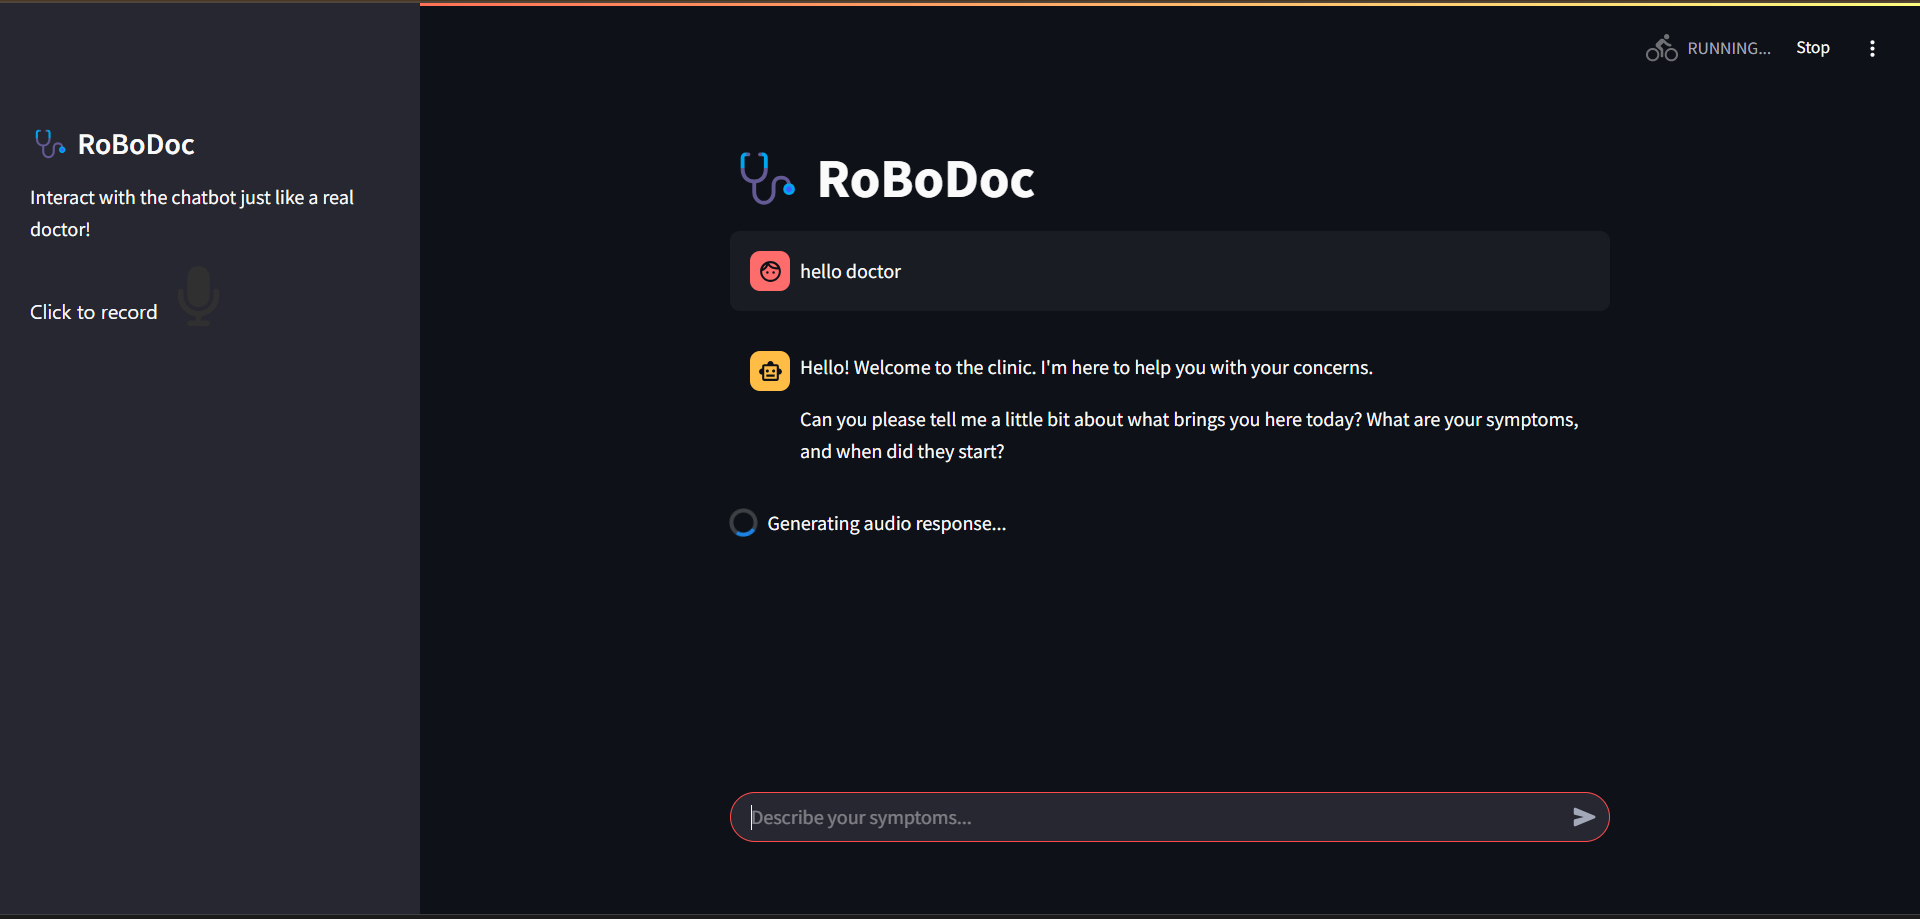 RUNNING...
Stop
RoBoDoc
Interact with the chatbot just like a real
doctor!
Click to record
RoBoDoc
hello doctor
Hello! Welcome to the clinic. I'm here to help you with your concerns.
Can you please tell me a little bit about what brings you here today? What are your symptoms,
and when did they start?
Generating audio response...
Describe your symptoms...